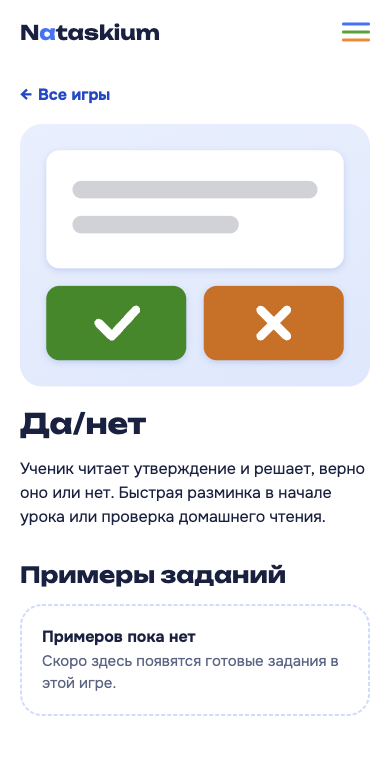 Nataskium
← Все игры
Да/нет
Ученик читает утверждение и решает, верно
оно или нет. Быстрая разминка в начале
урока или проверка домашнего чтения.
Примеры заданий
Примеров пока нет
Скоро здесь появятся готовые задания в
этой игре.